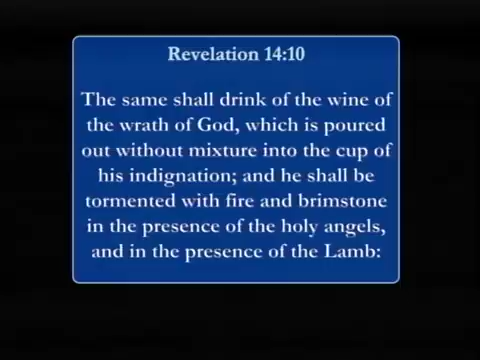 Revelation 14:10
The same shall drink of the wine of
the wrath of God, which is poured
out without mixture into the cup of
his indignation; and he shall be
tormented with fire and brimstone
in the presence of the holy angels,
and in the presence of the Lamb: